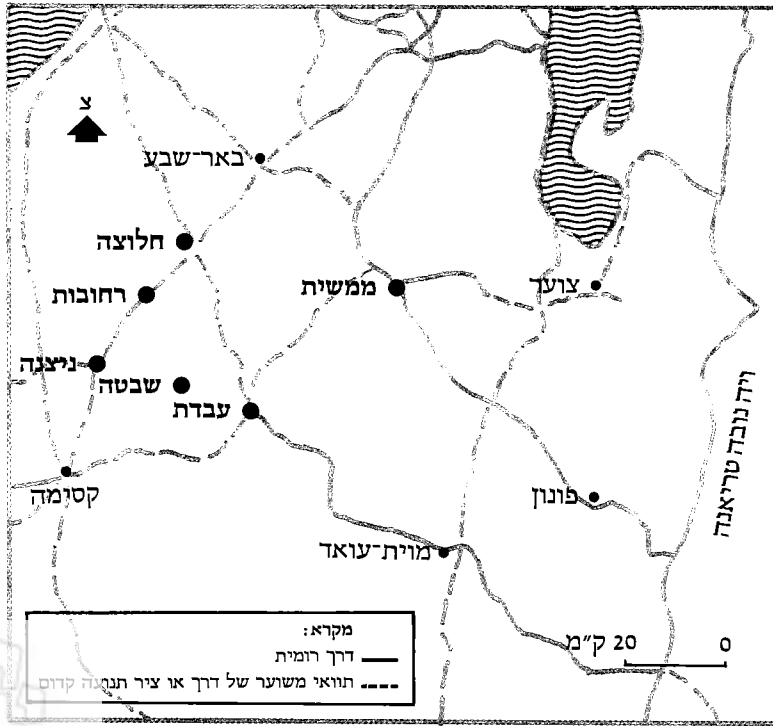 צ
באר־שבע
חלוצה
רחובות
ממשית
צוער
ניצנה
שבטה
עבדת
ויה נובה טריאנה
קסומה
פונון
מוית־עואד
מקרא:
דרך רומית
תוואי משוער של דרך או ציר תנועה קדום
0 20 ק״מ